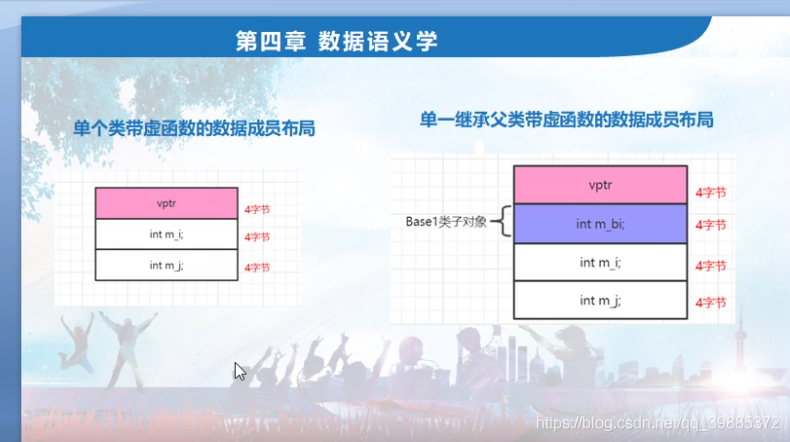 第四章 数据语义学
单个类带虚函数的数据成员布局
vptr
4字节
int m_i;
4字节
int m_j;
4字节
单一继承父类带虚函数的数据成员布局
vptr
4字节
Base1类子对象
int m_bi;
4字节
int m_i;
4字节
int m_j;
4字节
https://blog.csdn.net/qq_39885372